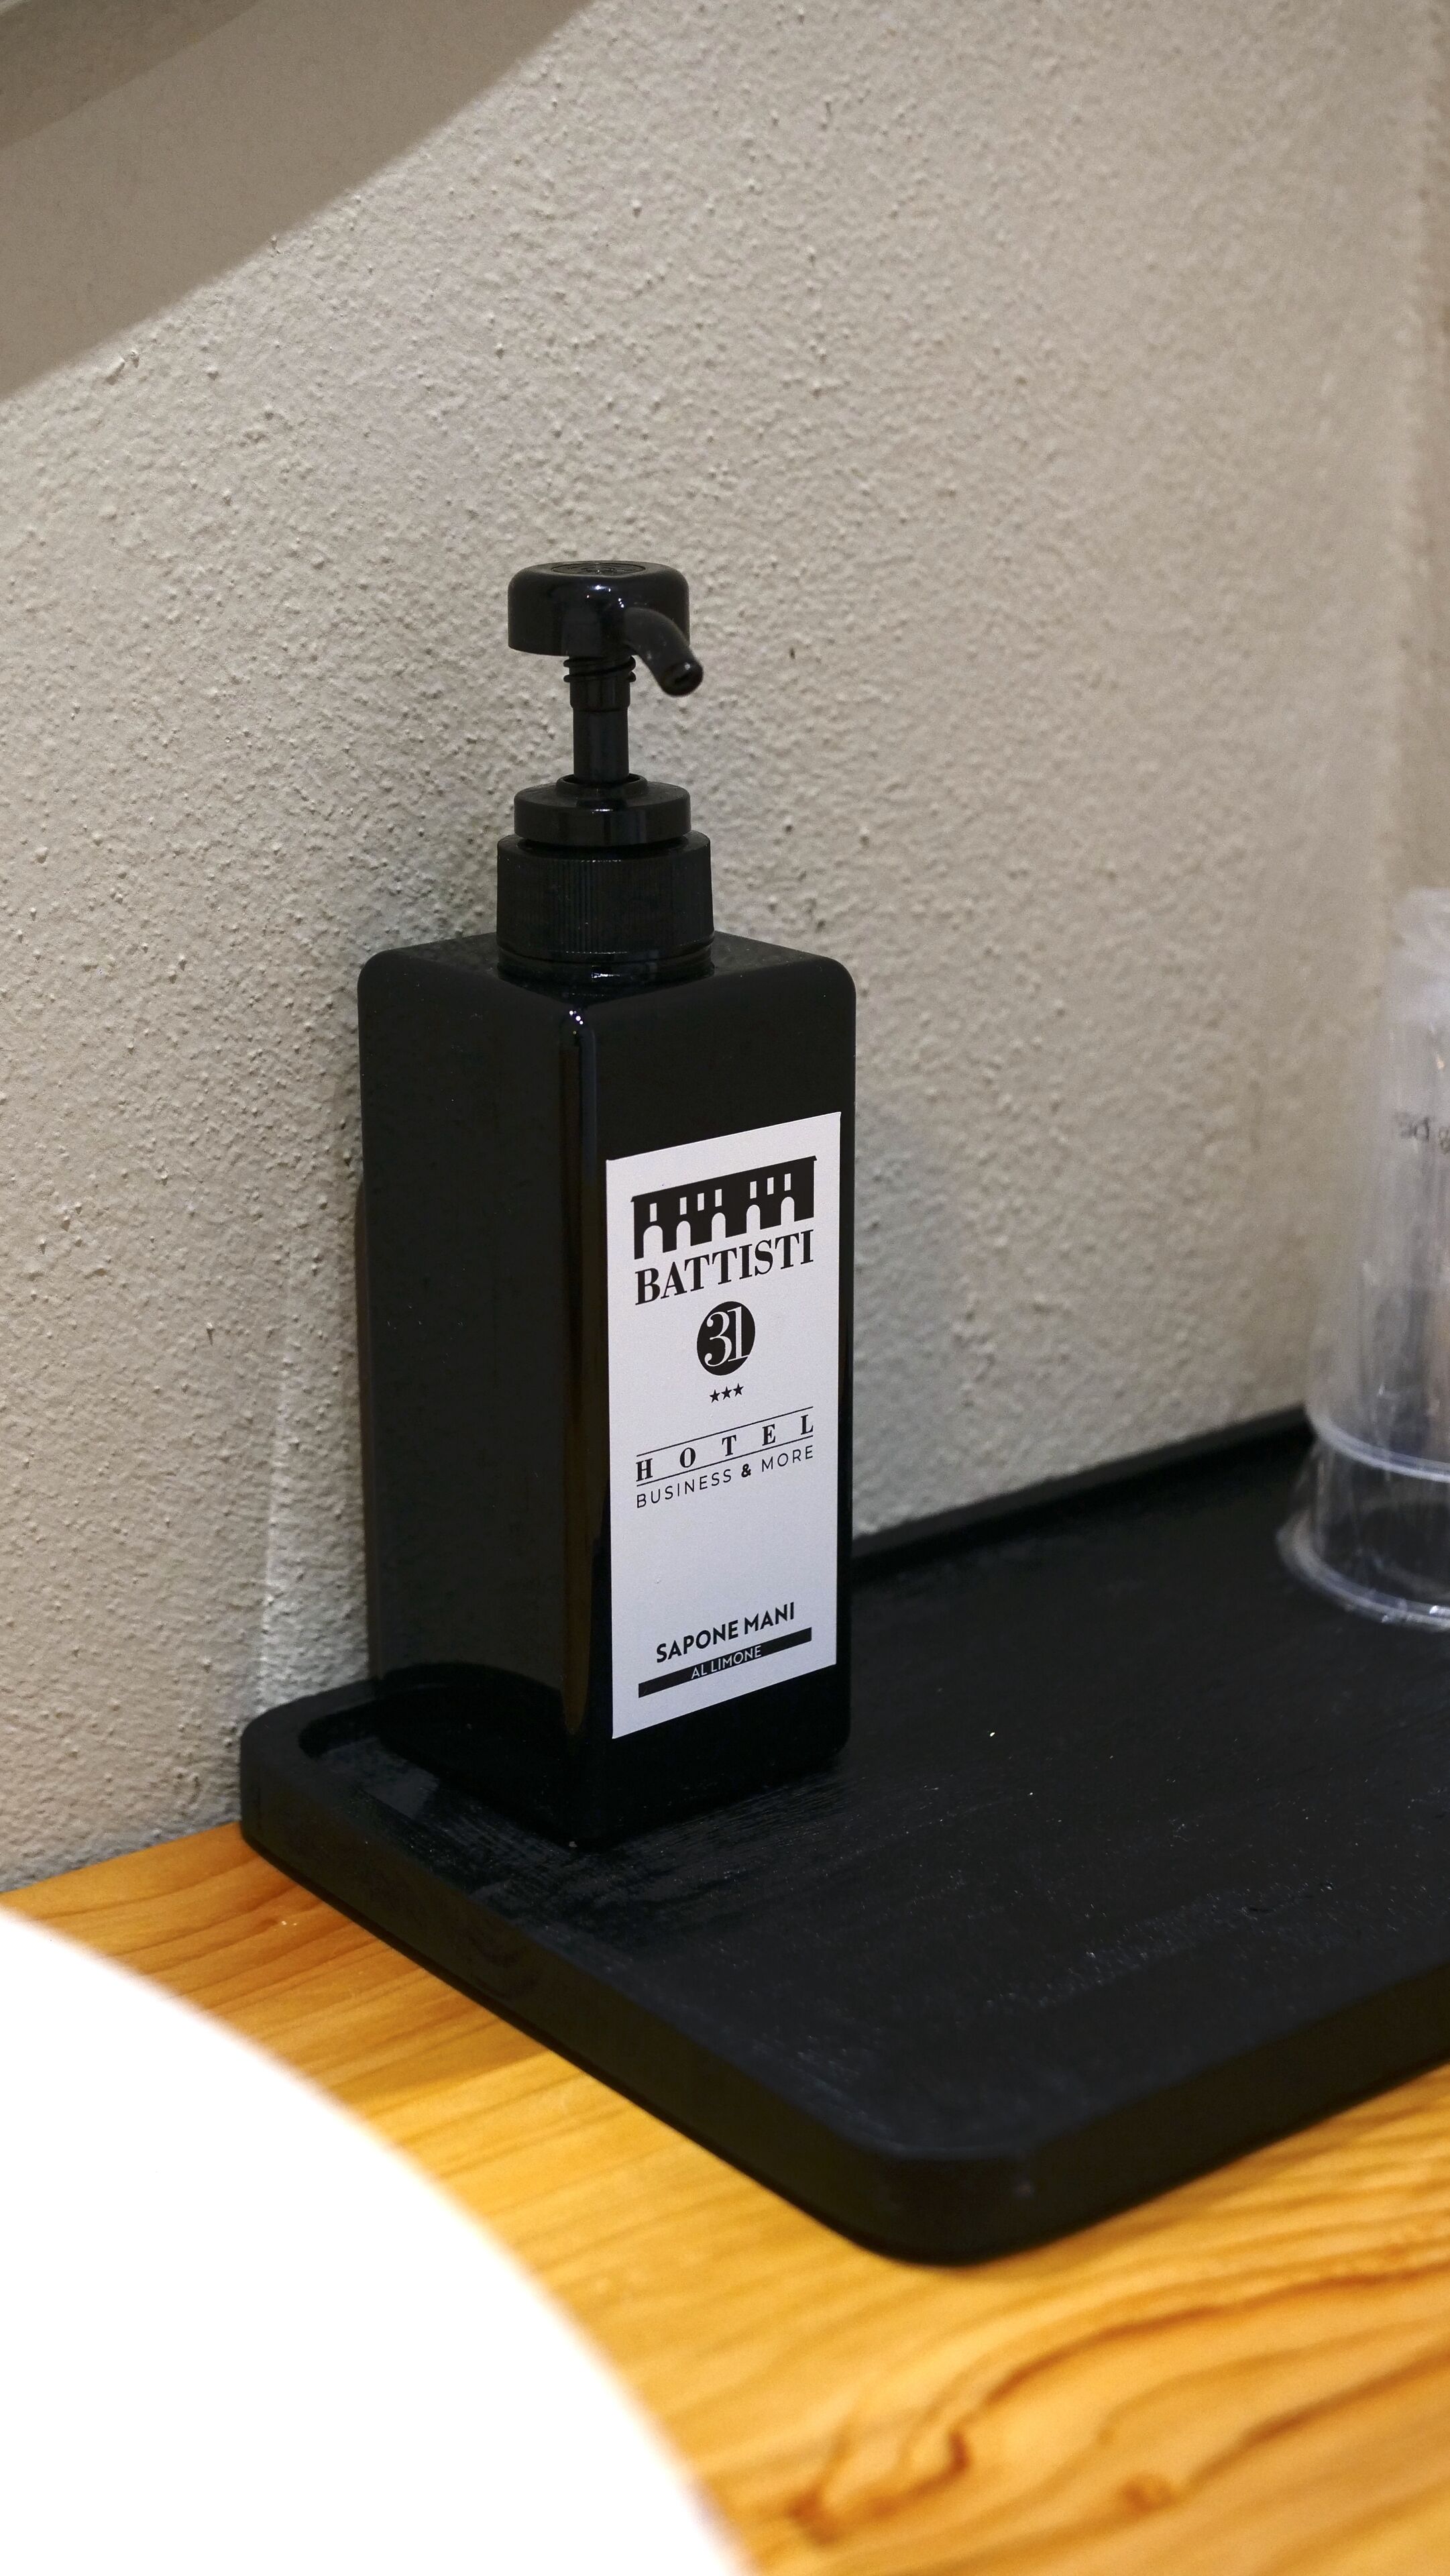 BATTISTI
31
★★★
HOTEL
BUSINESS & MORE
SAPONE MANI
AL LIMONE